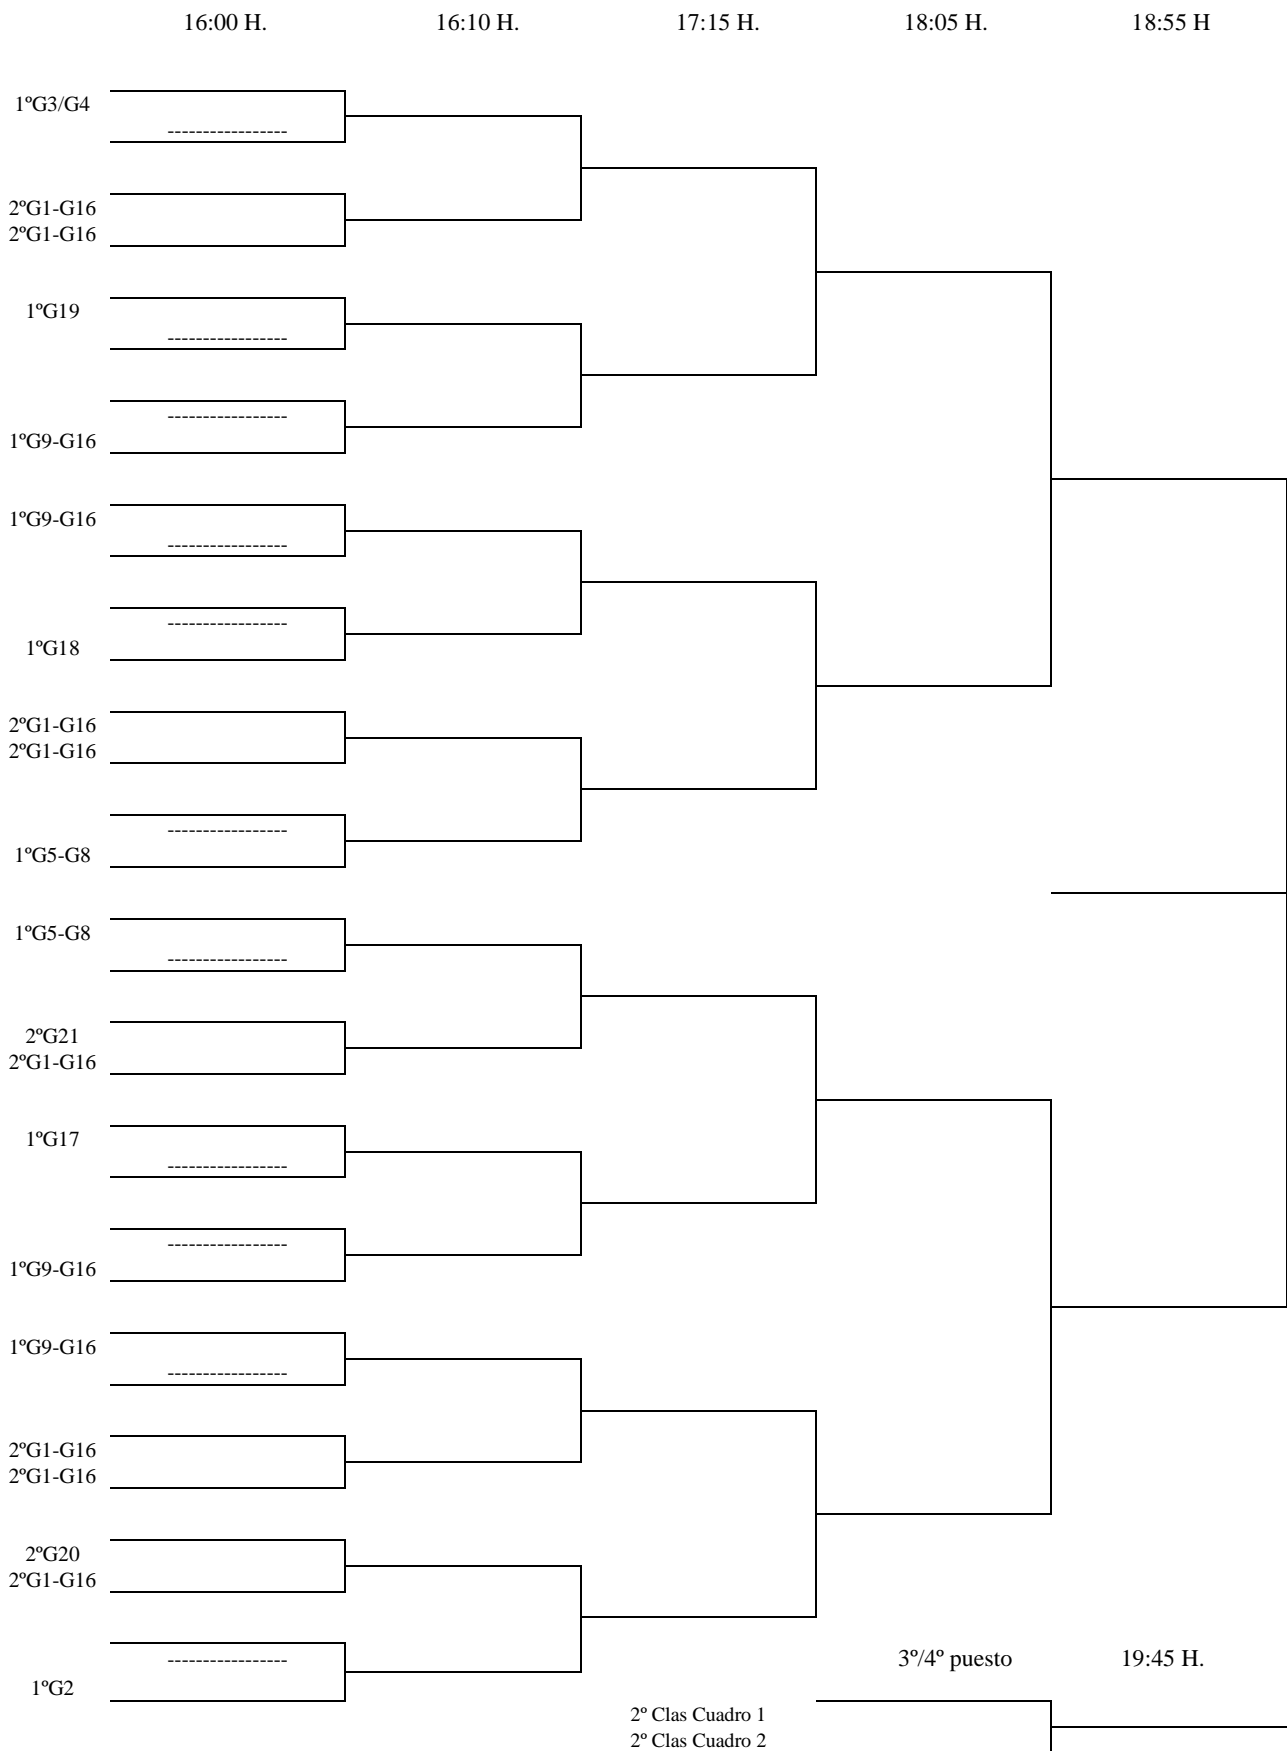 16:00 H. 16:10 H. 17:15 H. 18:05 H. 18:55 H
1ºG3/G4
-----------------
2ºG1-G16
2ºG1-G16
1ºG19
-----------------
-----------------
1ºG9-G16
1ºG9-G16
-----------------
-----------------
1ºG18
2ºG1-G16
2ºG1-G16
-----------------
1ºG5-G8
1ºG5-G8
-----------------
2ºG21
2ºG1-G16
1ºG17
-----------------
-----------------
1ºG9-G16
1ºG9-G16
-----------------
2ºG1-G16
2ºG1-G16
2ºG20
2ºG1-G16
-----------------
1ºG2
3º/4º puesto 19:45 H.
2º Clas Cuadro 1
2º Clas Cuadro 2